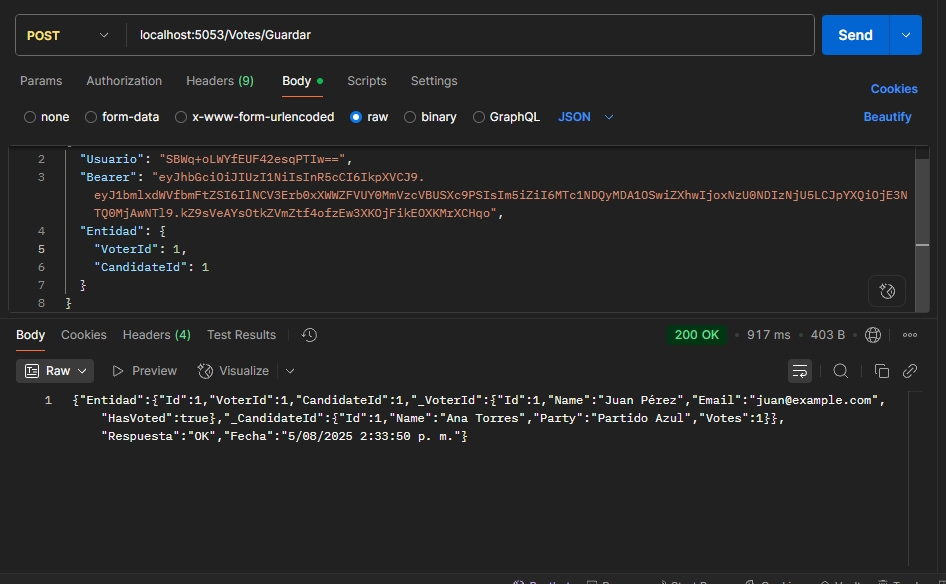 POST localhost:5053/Votes/Guardar Send
Params Authorization Headers (9) Body Scripts Settings Cookies
none form-data x-www-form-urlencoded raw binary GraphQL JSON Beautify
2 "Usuario": "SBWq+oLWYfEUF42esqPTIw==",
3 "Bearer": "eyJhbGciOiJIUzI1NiIsInR5cCI6IkpXVCJ9.
eyJ1bmlxdWVfbmFtZSI6IlNCV3Erb0xXWWZFVUY0MmVzcVBUSXc9PSIsIm5iZiI6MTc1NDQyMDA1OSwiZXhwIjoxNzU0NDIzNjU5LCJpYXQiOjE3N
TQ0MjAwNTl9.kZ9sVeAYsOtkZVmZtf4ofzEw3XKOjFikEOXKMrXCHqo",
4 "Entidad": {
5 "VoterId": 1,
6 "CandidateId": 1
7 }
8 }
Body Cookies Headers (4) Test Results 200 OK 917 ms 403 B
Raw Preview Visualize
1 {"Entidad":{"Id":1,"VoterId":1,"CandidateId":1,"_VoterId":{"Id":1,"Name":"Juan Pérez","Email":"juan@example.com",
"HasVoted":true},"_CandidateId":{"Id":1,"Name":"Ana Torres","Party":"Partido Azul","Votes":1}},
"Respuesta":"OK","Fecha":"5/08/2025 2:33:50 p. m."}